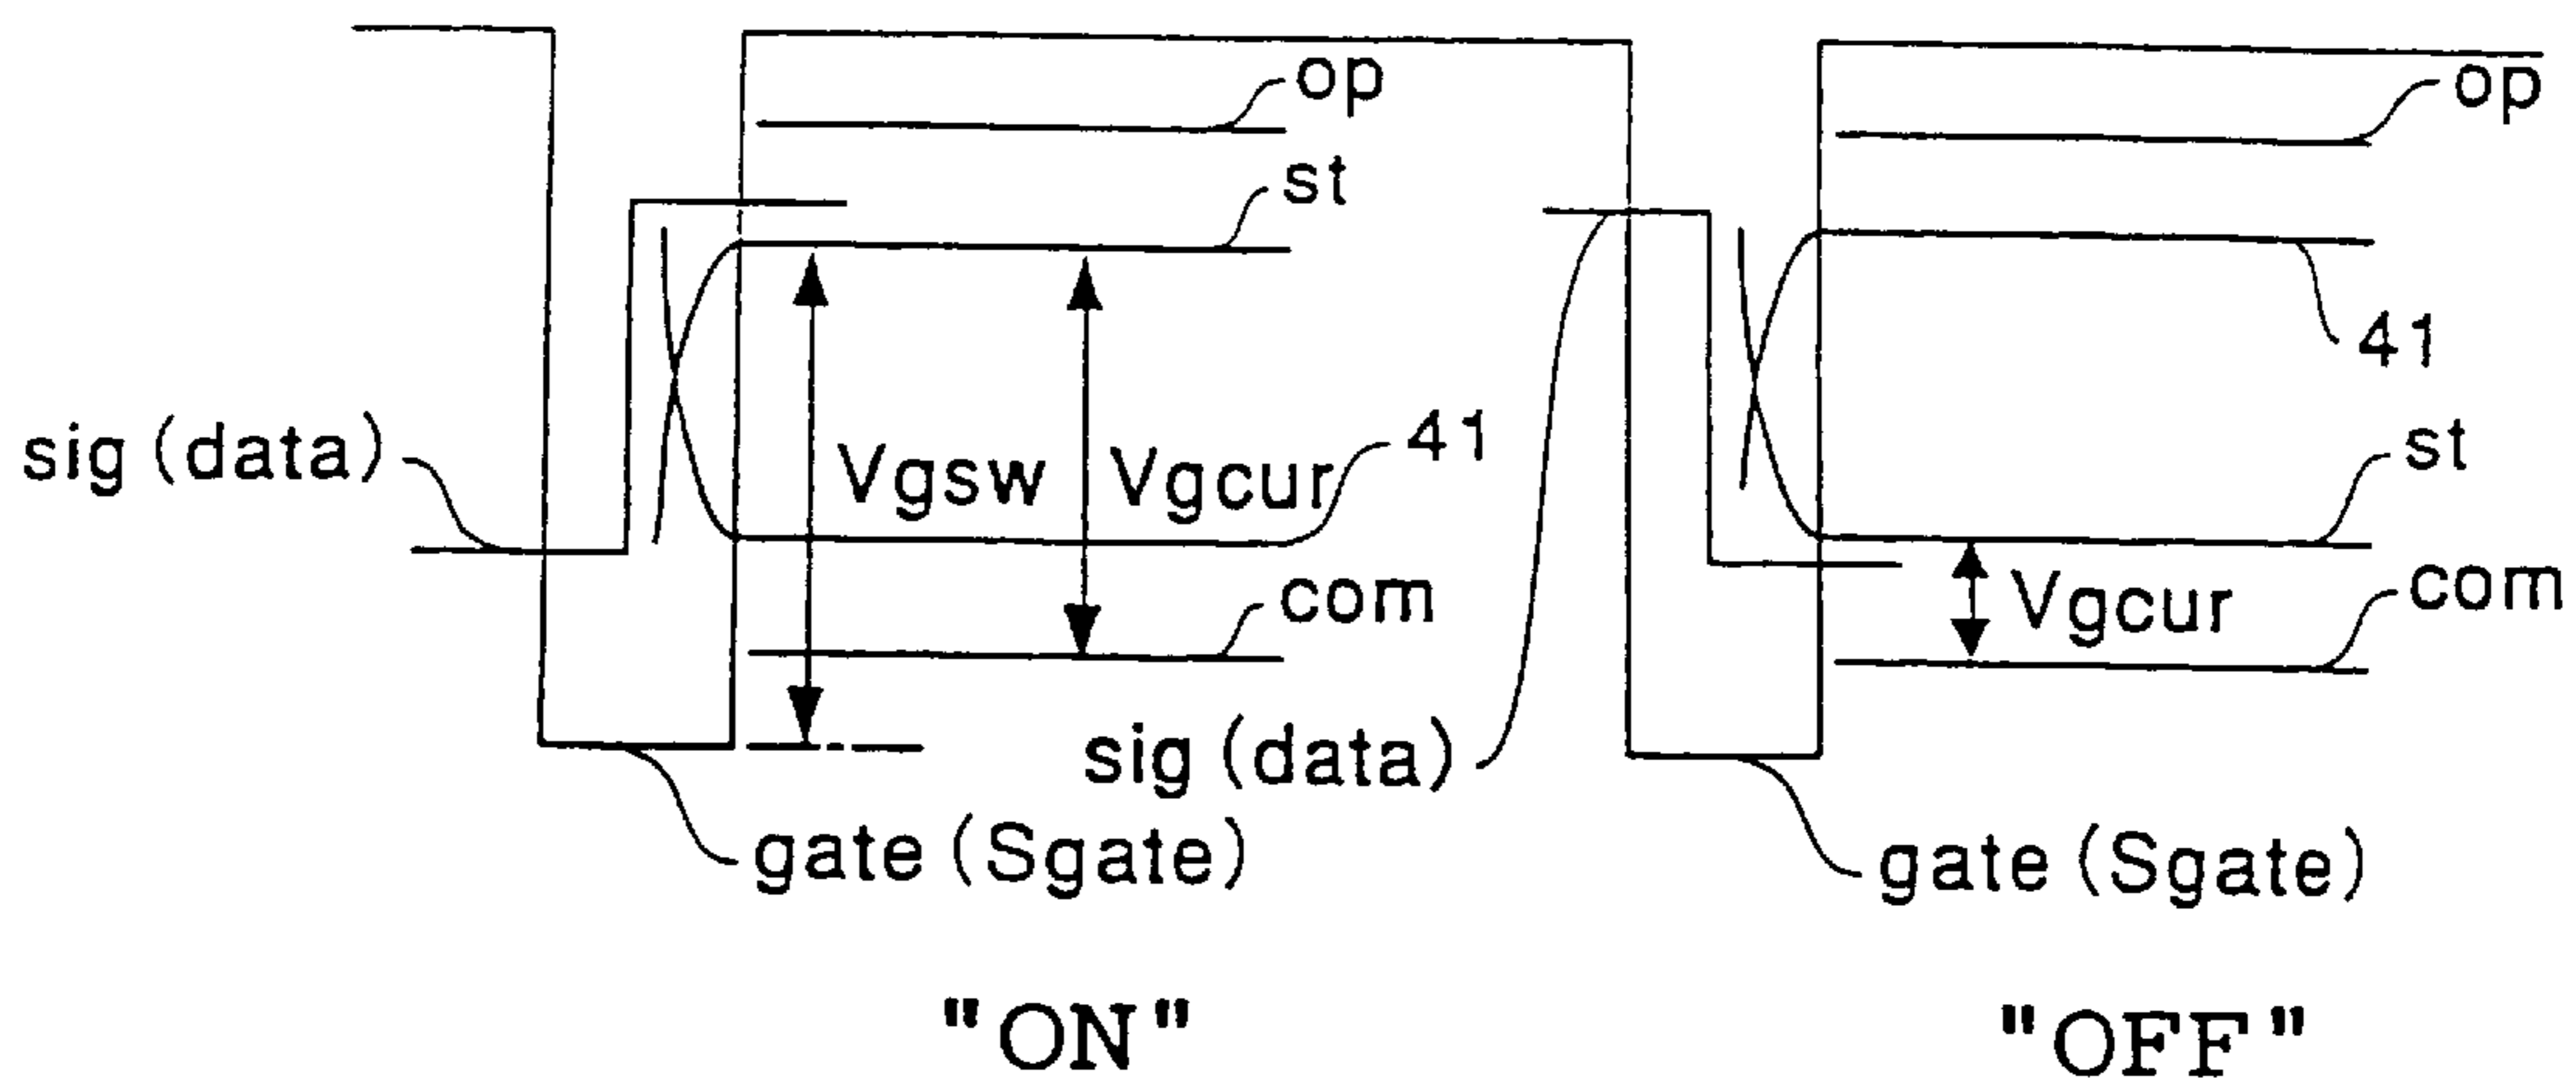 op
op
st
41
sig (data)
41
st
Vgsw
Vgcur
com
com
Vgcur
sig (data)
gate (Sgate)
gate (Sgate)
"ON"
"OFF"